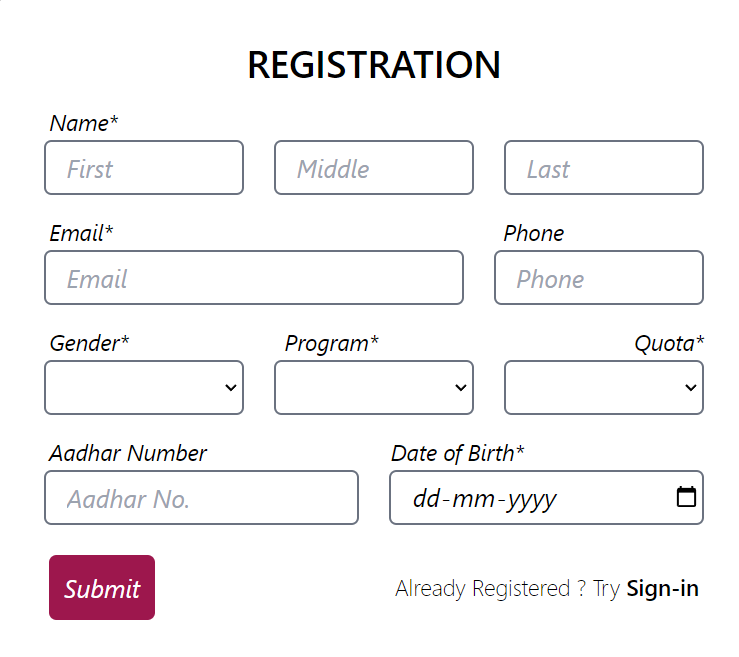 REGISTRATION
Name*
First Middle Last
Email* Phone
Email Phone
Gender* Program* Quota*
Aadhar Number Date of Birth*
Aadhar No. dd-mm-yyyy
Submit Already Registered ? Try Sign-in